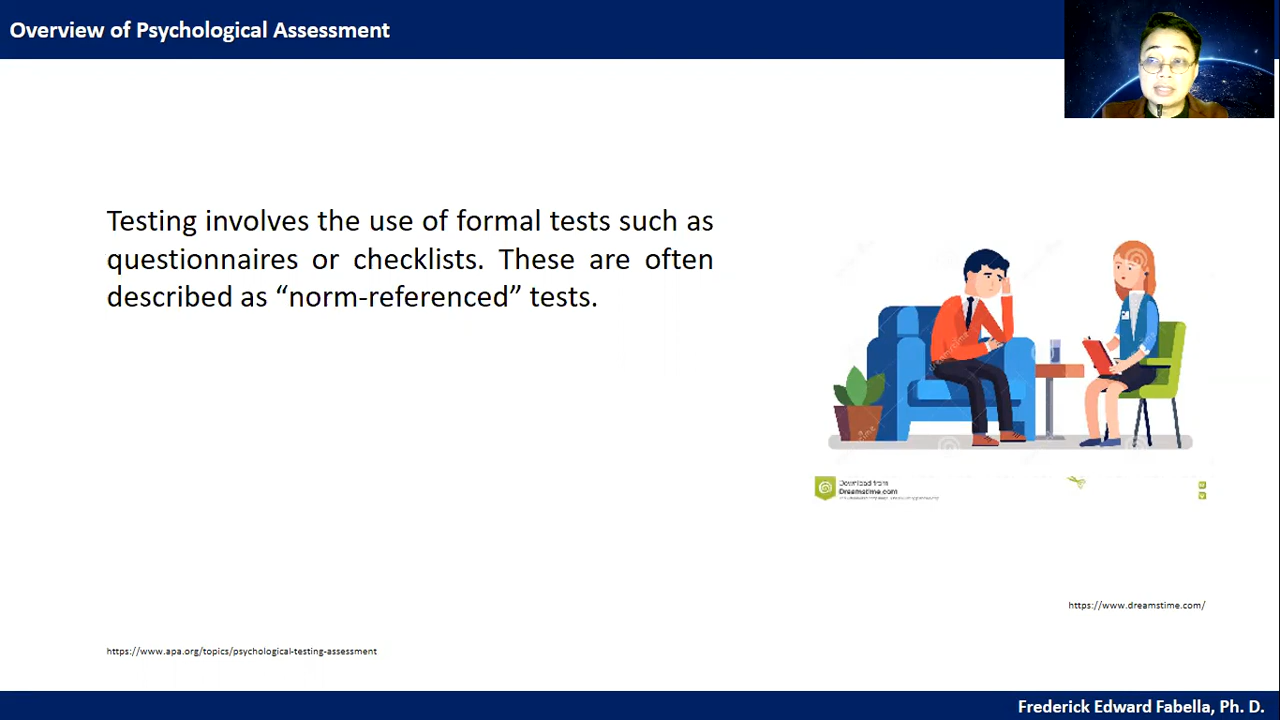 Overview of Psychological Assessment
Testing involves the use of formal tests such as
questionnaires or checklists. These are often
described as “norm-referenced” tests.
Download from
Dreamstime.com
https://www.dreamstime.com/
https://www.apa.org/topics/psychological-testing-assessment
Frederick Edward Fabella, Ph. D.